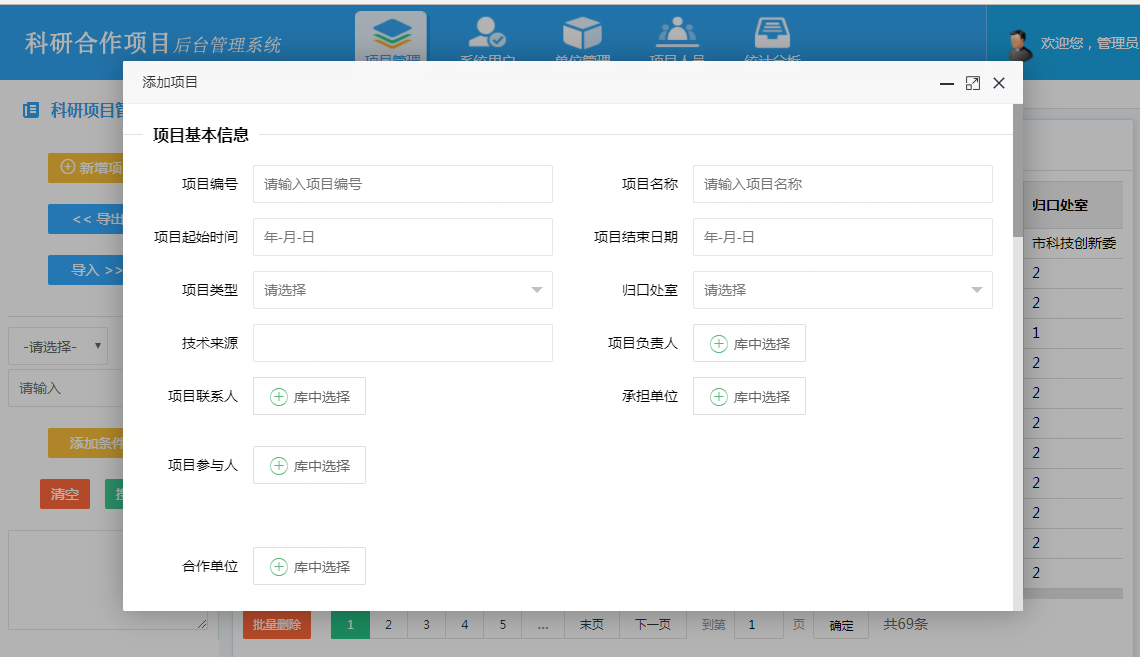 科研合作项目后台管理系统
项目管理
系统用户
单位管理
项目人员
统计分析
欢迎您，管理员
添加项目
科研项目管
项目基本信息
新增项
<< 导出
导入 >>
-请选择-
请输入
添加条件
清空
搜
项目编号 请输入项目编号 项目名称 请输入项目名称
项目起始时间 年-月-日 项目结束日期 年-月-日
项目类型 请选择 归口处室 请选择
技术来源 项目负责人 库中选择
项目联系人 库中选择 承担单位 库中选择
项目参与人 库中选择
合作单位 库中选择
归口处室
市科技创新委
2
2
1
2
2
2
2
2
2
2
2
批量删除 1 2 3 4 5 ... 末页 下一页 到第 1 页 确定 共69条